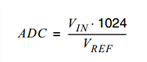 ADC = V_IN · 1024 / V_REF